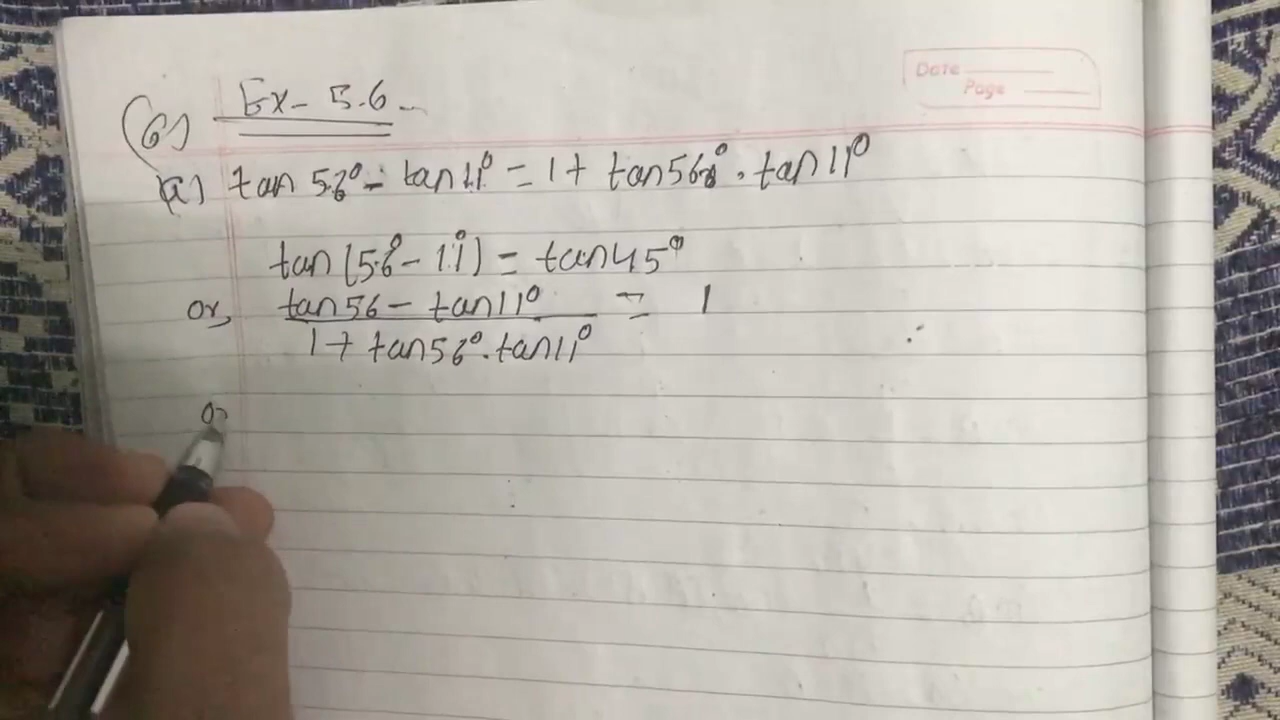 Date
Page
Ex- 5.6
(6)
(a) tan 56° - tan 11° = 1 + tan 56° . tan 11°
tan (56° - 11°) = tan 45°
or, tan 56 - tan 11° = 1
1 + tan 56° . tan 11°
or